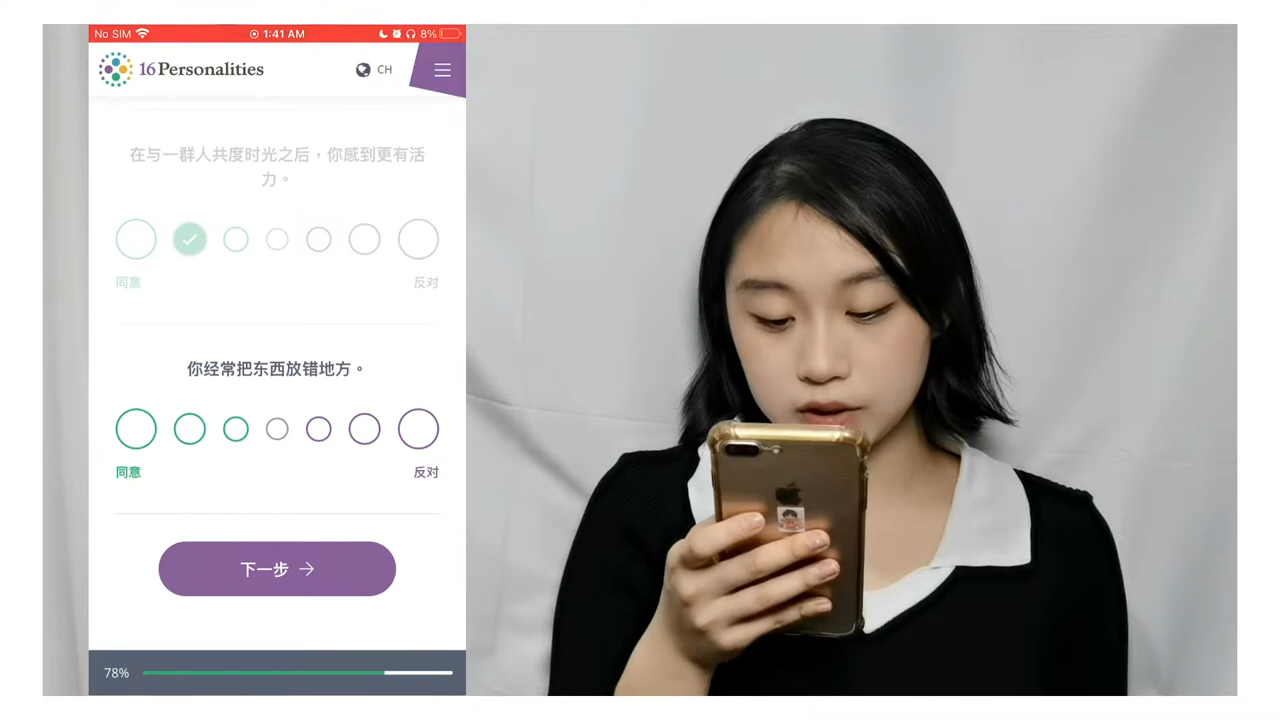 No SIM 1:41 AM 8%
16Personalities CH
在与一群人共度时光之后，你感到更有活
力。
同意 反对
你经常把东西放错地方。
同意 反对
下一步 →
78%